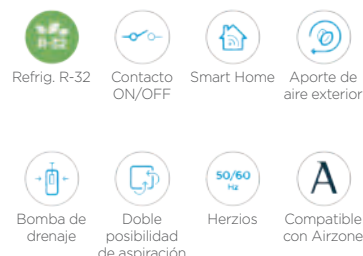 R-32
Refrig. R-32
Contacto
ON/OFF
Smart Home
Aporte de
aire exterior
Bomba de
drenaje
Doble
posibilidad
de aspiración
50/60
Hz
Herzios
A
Compatible
con Airzone